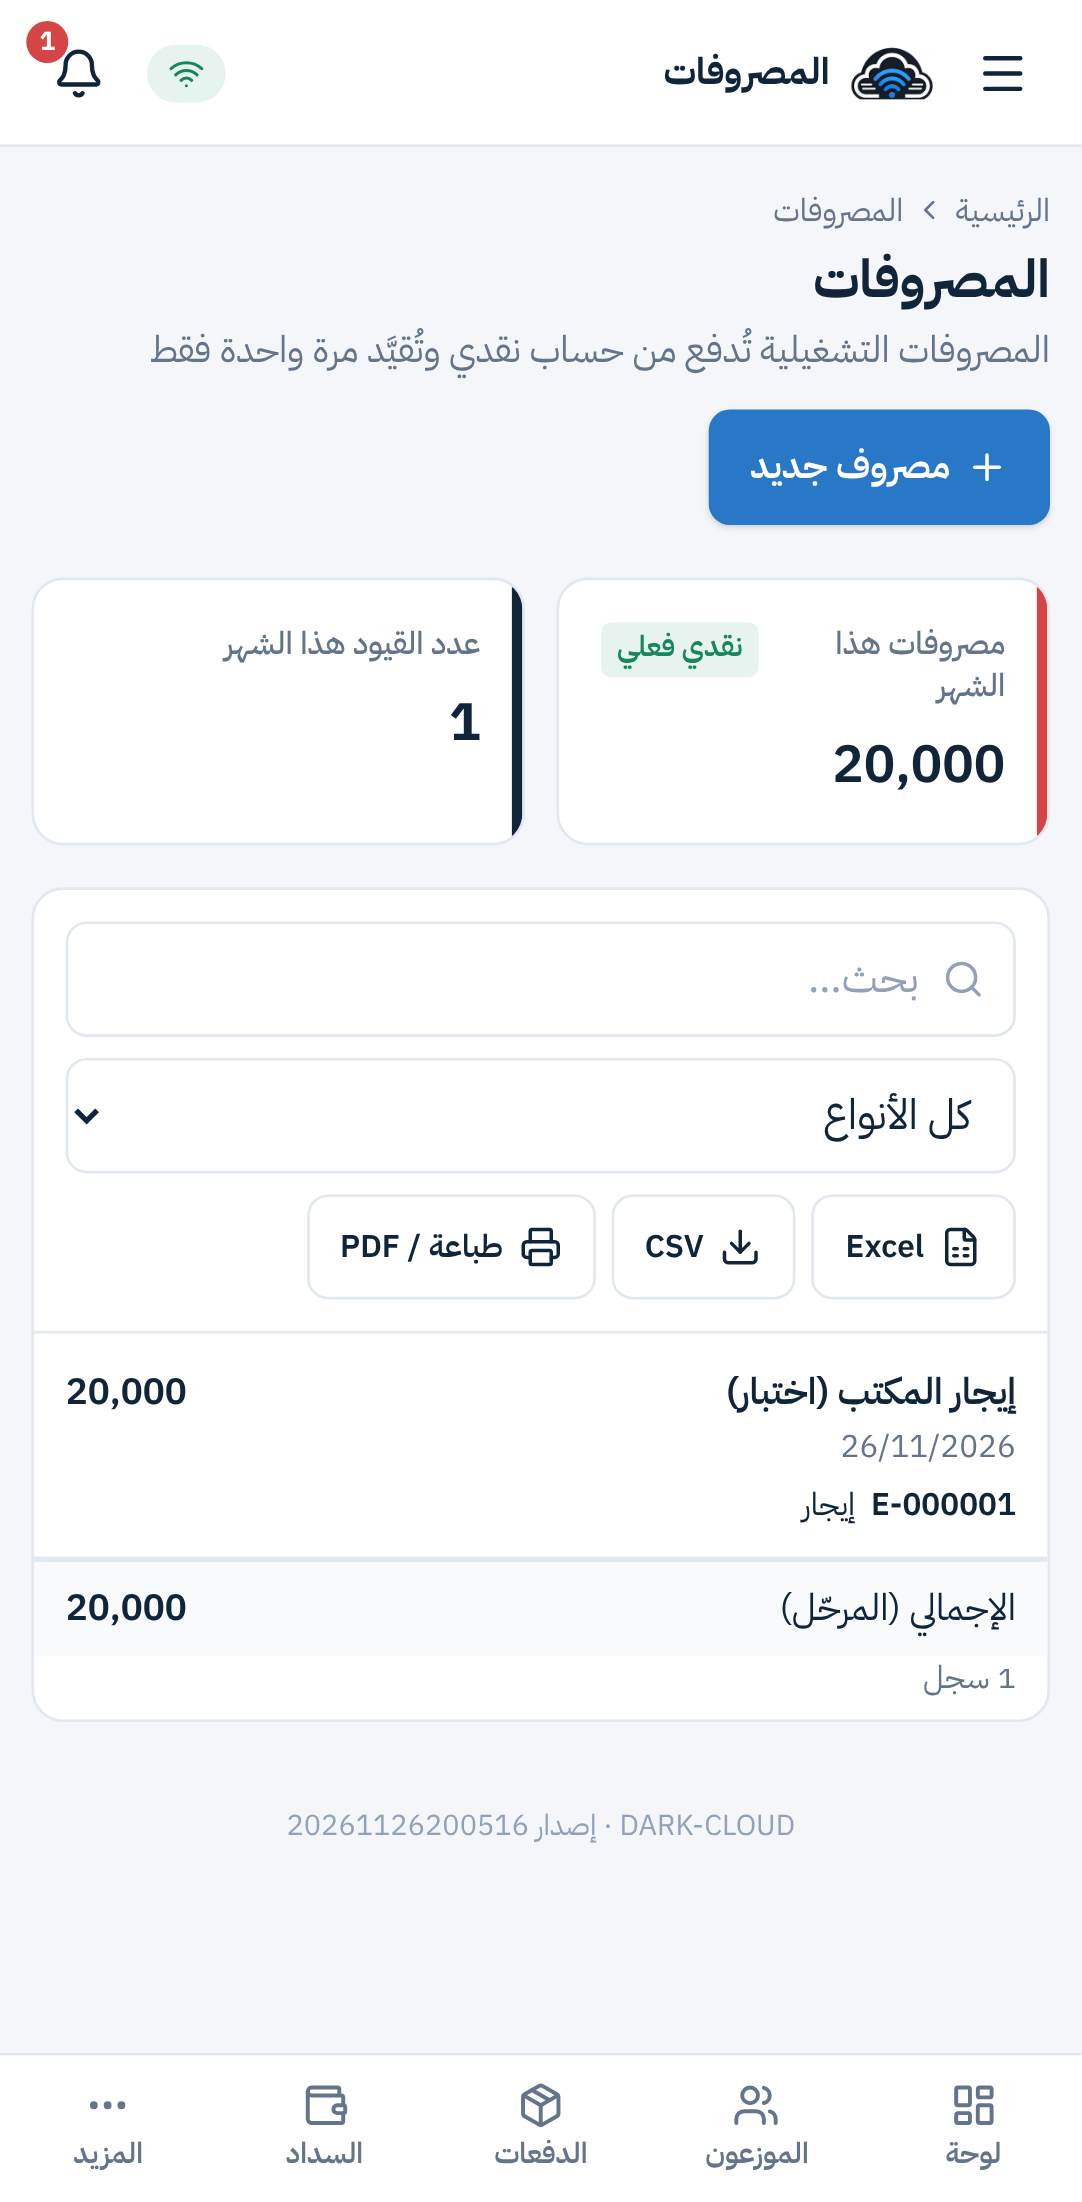 المصروفات
1
الرئيسية > المصروفات
المصروفات
المصروفات التشغيلية تُدفع من حساب نقدي وتُقيَّد مرة واحدة فقط
+ مصروف جديد
مصروفات هذا الشهر
نقدي فعلي
20,000
عدد القيود هذا الشهر
1
بحث...
كل الأنواع
Excel
CSV
طباعة / PDF
إيجار المكتب (اختبار)
20,000
26/11/2026
E-000001 إيجار
الإجمالي (المرحّل)
20,000
1 سجل
DARK-CLOUD · إصدار 20261126200516
لوحة
الموزعون
الدفعات
السداد
المزيد